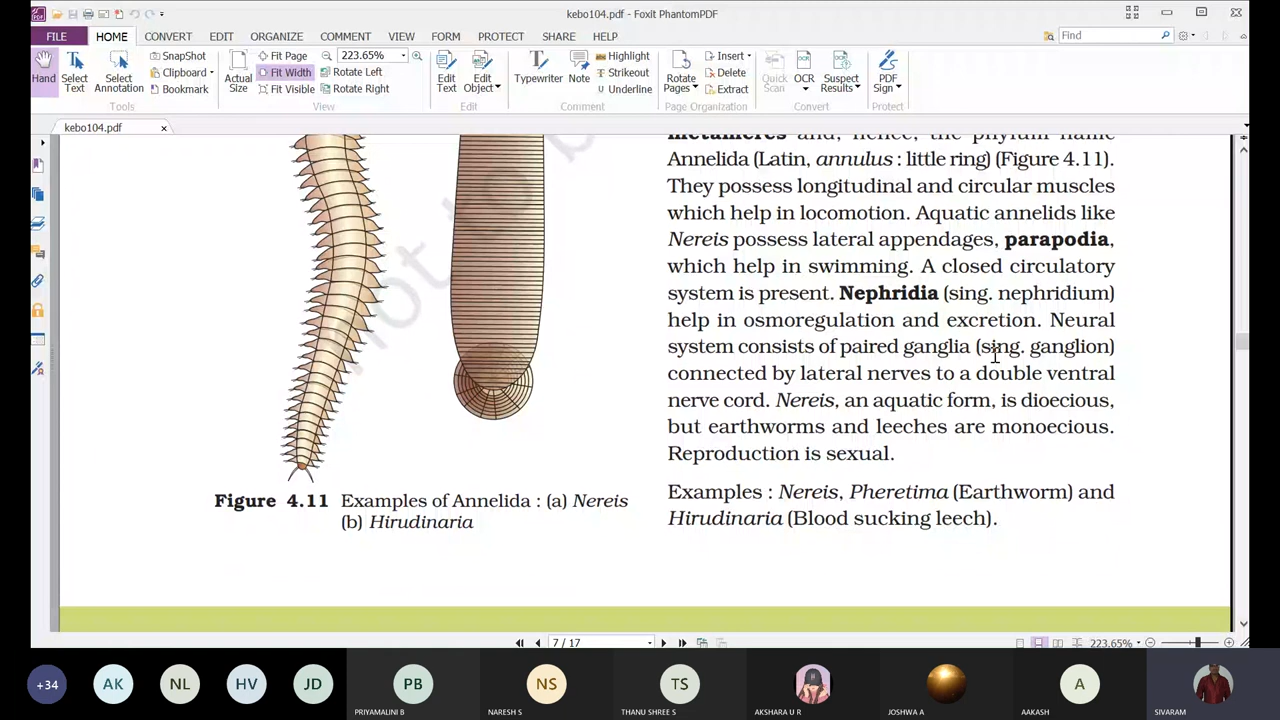 kebo104.pdf - Foxit PhantomPDF
FILE HOME CONVERT EDIT ORGANIZE COMMENT VIEW FORM PROTECT SHARE HELP Find
Hand
Select Text
Select Annotation
SnapShot
Clipboard
Bookmark
Tools
Actual Size
Fit Page
Fit Width
Fit Visible
223.65%
Rotate Left
Rotate Right
View
Edit Text
Edit Object
Edit
Typewriter
Note
Highlight
Strikeout
Underline
Comment
Rotate Pages
Insert
Delete
Extract
Page Organization
Quick Scan
OCR
Suspect Results
Convert
PDF Sign
Protect
kebo104.pdf
metameres and, hence, the phylum name
Annelida (Latin, annulus : little ring) (Figure 4.11).
They possess longitudinal and circular muscles
which help in locomotion. Aquatic annelids like
Nereis possess lateral appendages, parapodia,
which help in swimming. A closed circulatory
system is present. Nephridia (sing. nephridium)
help in osmoregulation and excretion. Neural
system consists of paired ganglia (sing. ganglion)
connected by lateral nerves to a double ventral
nerve cord. Nereis, an aquatic form, is dioecious,
but earthworms and leeches are monoecious.
Reproduction is sexual.
Examples : Nereis, Pheretima (Earthworm) and
Hirudinaria (Blood sucking leech).
not to b
Figure 4.11 Examples of Annelida : (a) Nereis
(b) Hirudinaria
7 / 17
223.65%
+34 AK NL HV JD PB NS TS A
PRIYAMALINI B NARESH S THANU SHREE S AKSHARA U R JOSHWA A AAKASH SIVARAM